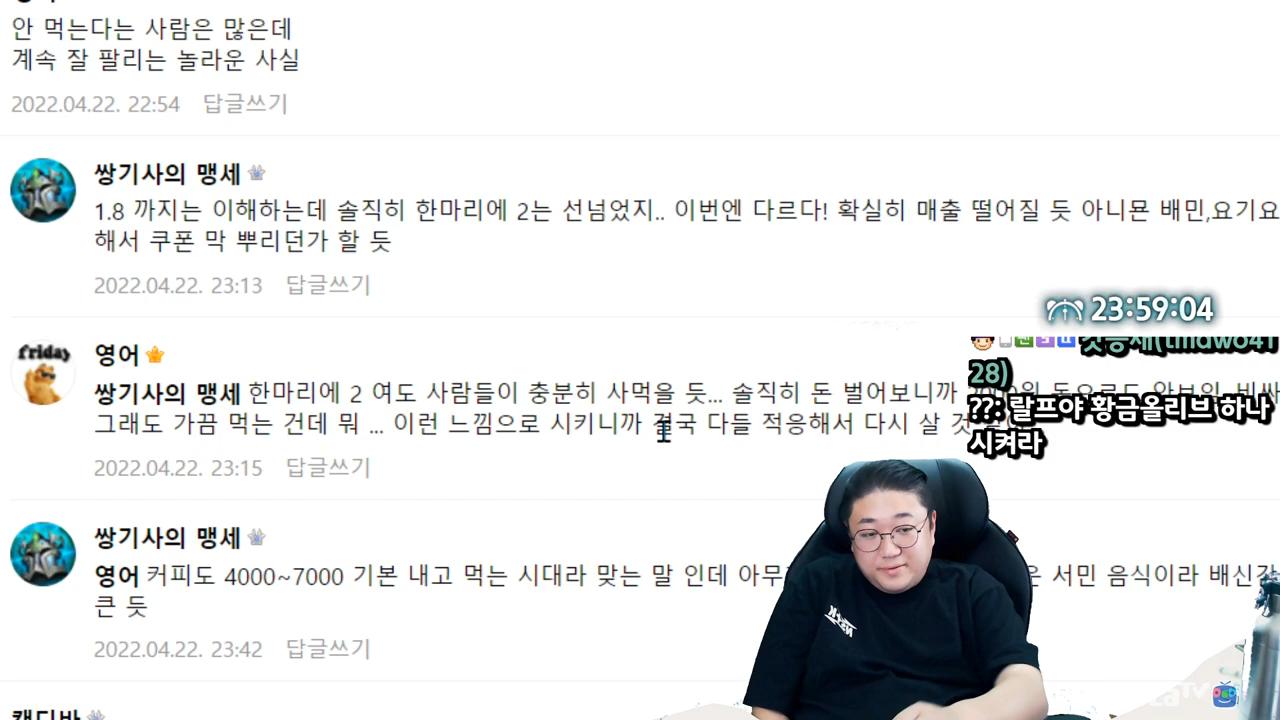 안 먹는다는 사람은 많은데
계속 잘 팔리는 놀라운 사실
2022.04.22. 22:54 답글쓰기
쌍기사의 맹세
1.8 까지는 이해하는데 솔직히 한마리에 2는 선넘었지.. 이번엔 다르다! 확실히 매출 떨어질 듯 아니묜 배민,요기요
해서 쿠폰 막 뿌리던가 할 듯
2022.04.22. 23:13 답글쓰기
23:59:04
friday
영어
쌍기사의 맹세 한마리에 2 여도 사람들이 충분히 사먹을 듯... 솔직히 돈 벌어보니까
그래도 가끔 먹는 건데 뭐 ... 이런 느낌으로 시키니까 결국 다들 적응해서 다시 살 것
2022.04.22. 23:15 답글쓰기
28)
??: 랄프야 황금올리브 하나
시켜라
쌍기사의 맹세
영어 커피도 4000~7000 기본 내고 먹는 시대라 맞는 말 인데 서민 음식이라
큰 듯
2022.04.22. 23:42 답글쓰기
캐디바